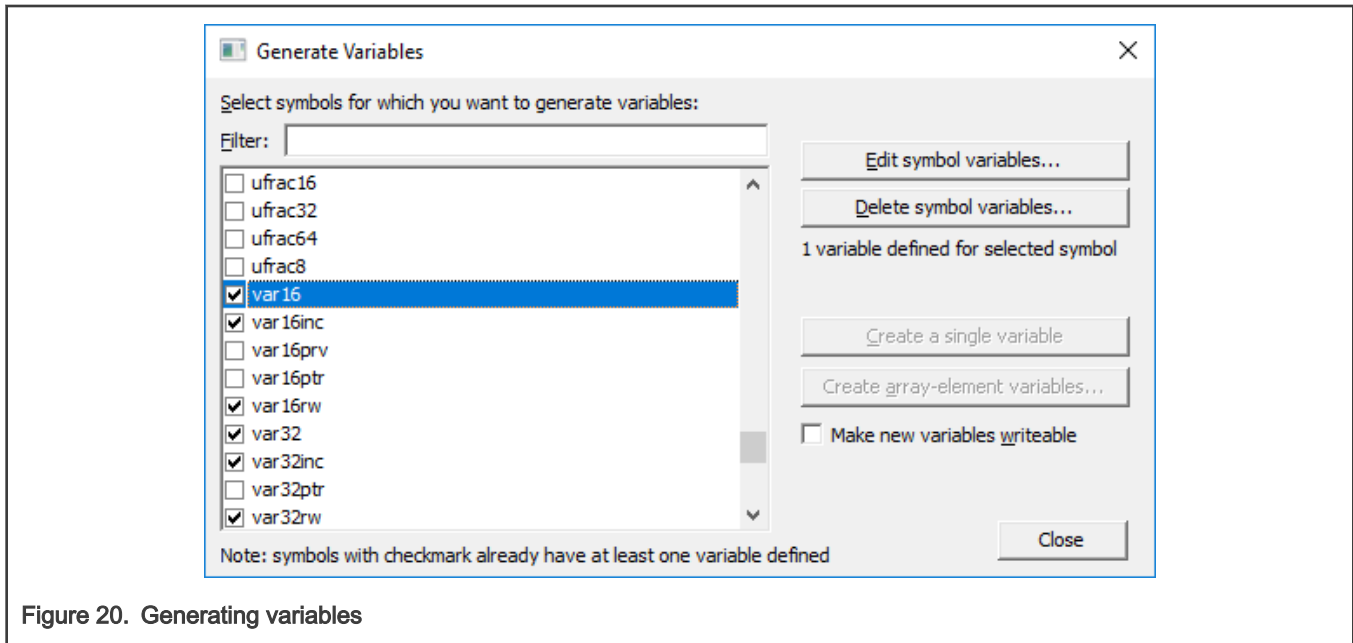 Generate Variables
Select symbols for which you want to generate variables:
Filter:
ufrac16
ufrac32
ufrac64
ufrac8
var16
var16inc
var16prv
var16ptr
var16rw
var32
var32inc
var32ptr
var32rw
Note: symbols with checkmark already have at least one variable defined
Edit symbol variables...
Delete symbol variables...
1 variable defined for selected symbol
Create a single variable
Create array-element variables...
Make new variables writeable
Close
Figure 20. Generating variables